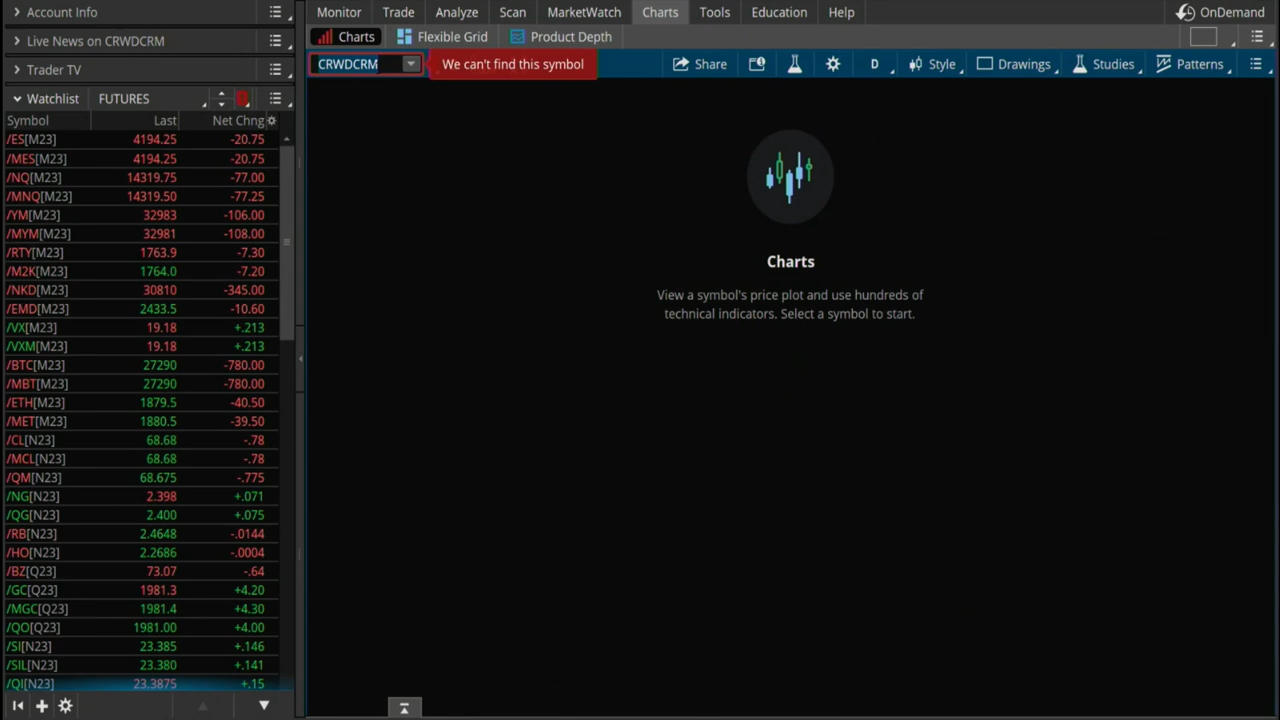 Account Info
Live News on CRWDCRM
Trader TV
Watchlist FUTURES
Symbol Last Net Chng
/ES[M23] 4194.25 -20.75
/MES[M23] 4194.25 -20.75
/NQ[M23] 14319.75 -77.00
/MNQ[M23] 14319.50 -77.25
/YM[M23] 32983 -106.00
/MYM[M23] 32981 -108.00
/RTY[M23] 1763.9 -7.30
/M2K[M23] 1764.0 -7.20
/NKD[M23] 30810 -345.00
/EMD[M23] 2433.5 -10.60
/VX[M23] 19.18 +.213
/VXM[M23] 19.18 +.213
/BTC[M23] 27290 -780.00
/MBT[M23] 27290 -780.00
/ETH[M23] 1879.5 -40.50
/MET[M23] 1880.5 -39.50
/CL[N23] 68.68 -.78
/MCL[N23] 68.68 -.78
/QM[N23] 68.675 -.775
/NG[N23] 2.398 +.071
/QG[N23] 2.400 +.075
/RB[N23] 2.4648 -.0144
/HO[N23] 2.2686 -.0004
/BZ[Q23] 73.07 -.64
/GC[Q23] 1981.3 +4.20
/MGC[Q23] 1981.4 +4.30
/QO[Q23] 1981.00 +4.00
/SI[N23] 23.385 +.146
/SIL[N23] 23.380 +.141
/QI[N23] 23.3875 +.15
Monitor Trade Analyze Scan MarketWatch Charts Tools Education Help OnDemand
Charts Flexible Grid Product Depth
CRWDCRM We can't find this symbol Share D Style Drawings Studies Patterns
Charts
View a symbol's price plot and use hundreds of
technical indicators. Select a symbol to start.